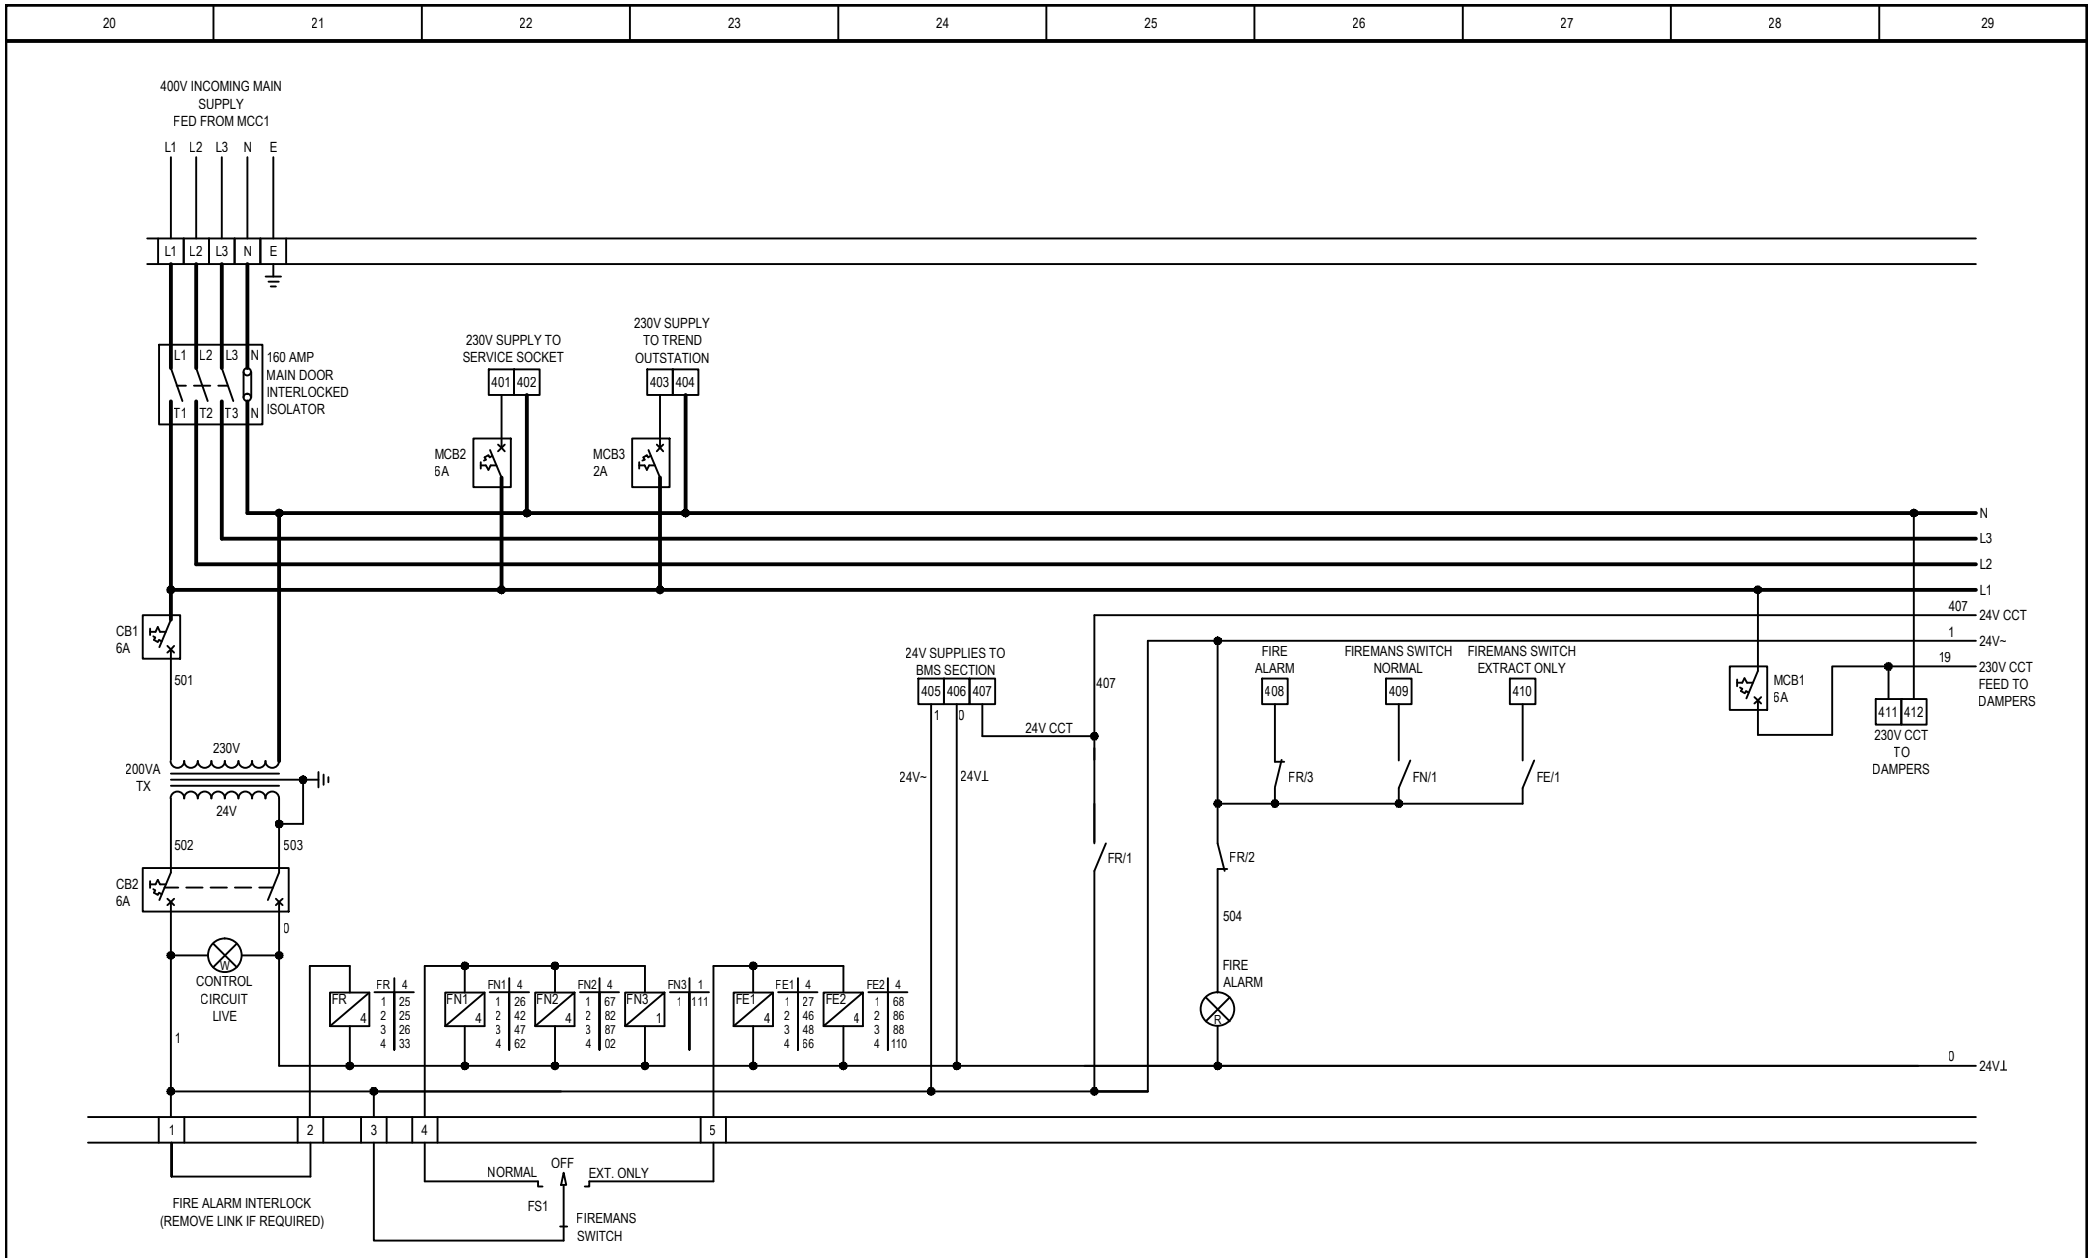 20 21 22 23 24 25 26 27 28 29
400V INCOMING MAIN
SUPPLY
FED FROM MCC1
L1 L2 L3 N E
L1 L2 L3 N E
L1 L2 L3 N
T1 T2 T3 N
160 AMP
MAIN DOOR
INTERLOCKED
ISOLATOR
230V SUPPLY TO
SERVICE SOCKET
401 402
MCB2
6A
230V SUPPLY
TO TREND
OUTSTATION
403 404
MCB3
2A
N
L3
L2
L1
407
24V CCT
1
24V~
19
230V CCT
FEED TO
DAMPERS
CB1
6A
501
230V
200VA
TX
24V
502 503
CB2
6A
0
W
CONTROL
CIRCUIT
LIVE
1
24V SUPPLIES TO
BMS SECTION
405 406 407
1 0
24V CCT
24V~ 24V⊥
407
FR/1
FIRE
ALARM
408
FR/3
FIREMANS SWITCH
NORMAL
409
FN/1
FIREMANS SWITCH
EXTRACT ONLY
410
FE/1
FR/2
504
FIRE
ALARM
R
MCB1
6A
411 412
230V CCT
TO
DAMPERS
FR
4
FR 4
1 25
2 25
3 26
4 33
FN1
4
FN1 4
1 26
2 42
3 47
4 62
FN2
4
FN2 4
1 67
2 82
3 87
4 02
FN3
1
FN3 1
1 111
FE1
4
FE1 4
1 27
2 46
3 48
4 66
FE2
4
FE2 4
1 68
2 86
3 88
4 110
0
24V⊥
1 2 3 4 5
NORMAL OFF EXT. ONLY
FS1
FIREMANS
SWITCH
FIRE ALARM INTERLOCK
(REMOVE LINK IF REQUIRED)